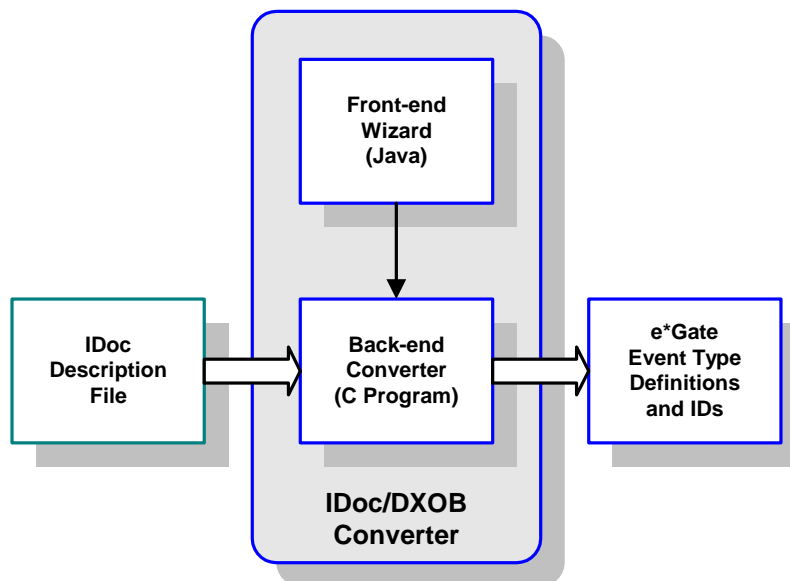 Front-end
Wizard
(Java)
IDoc
Description
File
Back-end
Converter
(C Program)
e*Gate
Event Type
Definitions
and IDs
IDoc/DXOB
Converter